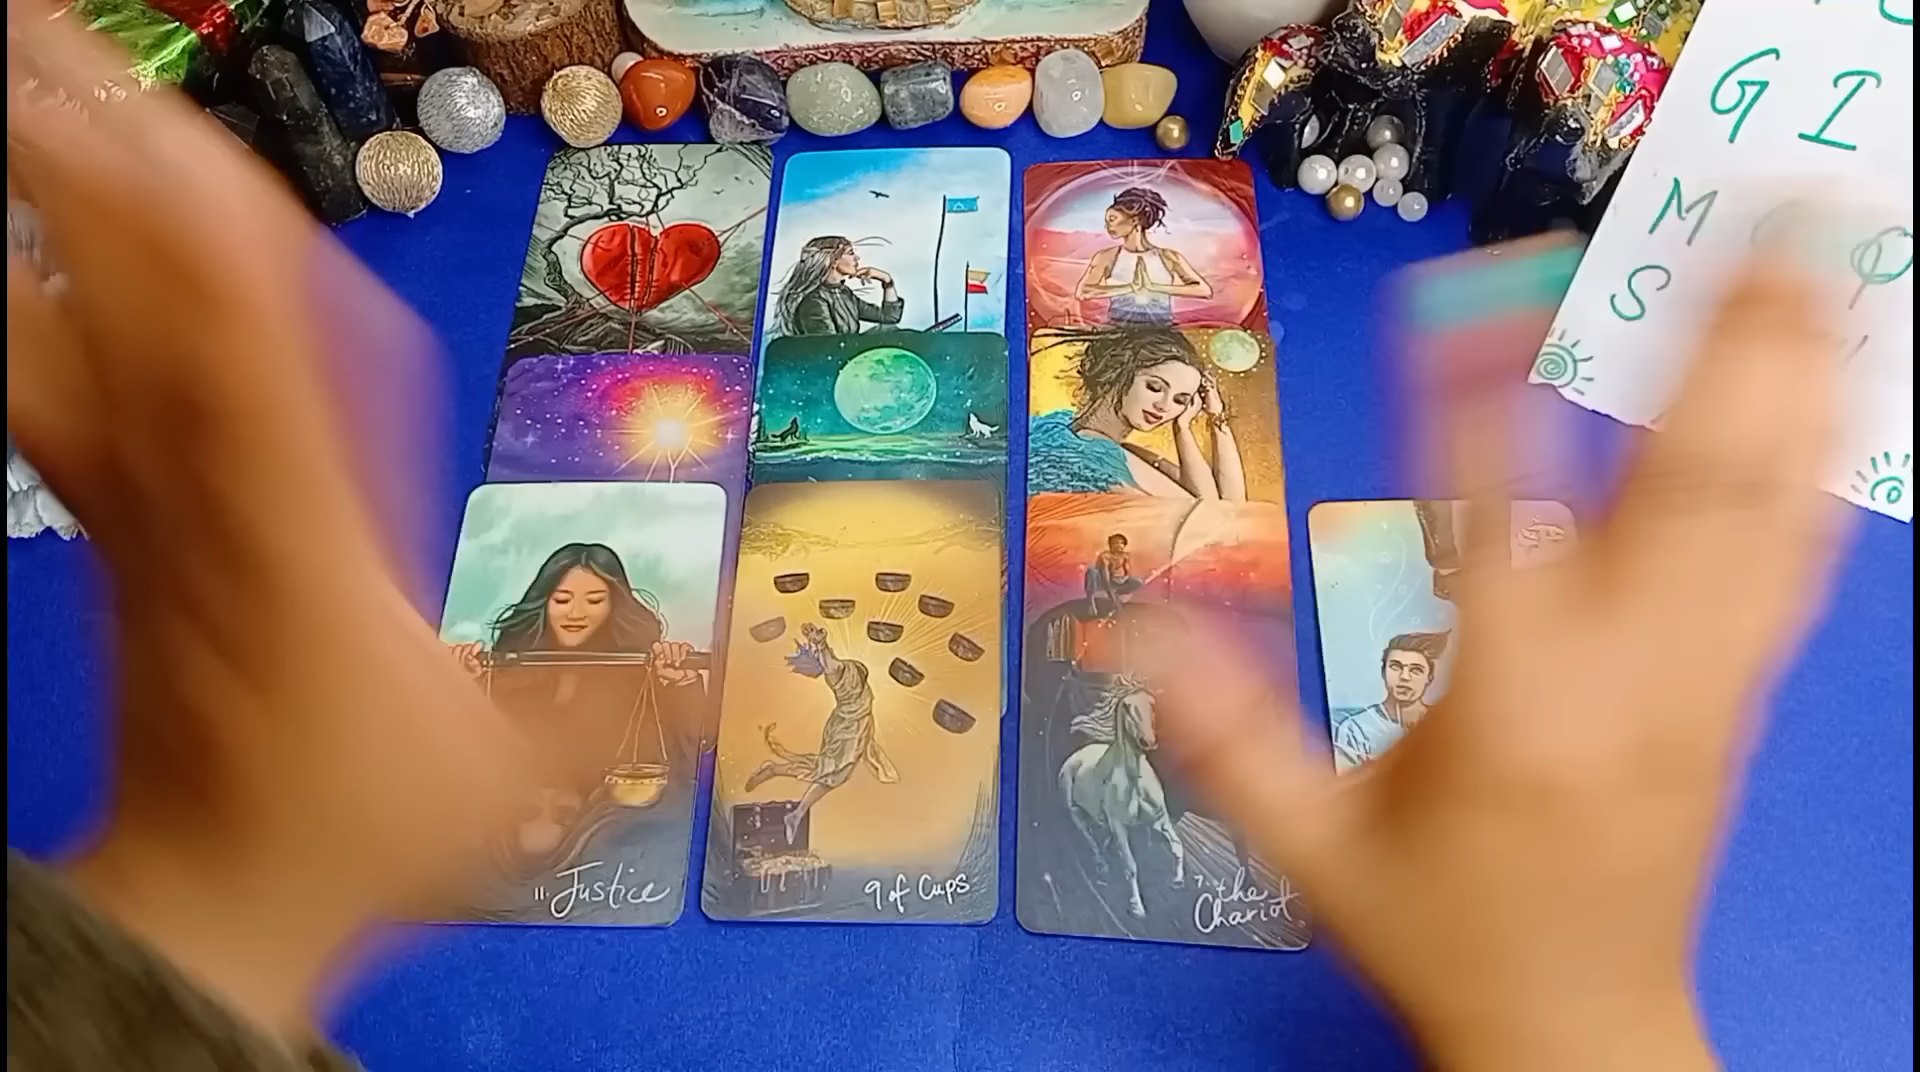 G I
M Q
S
11. Justice
9 of Cups
7. the
Chariot